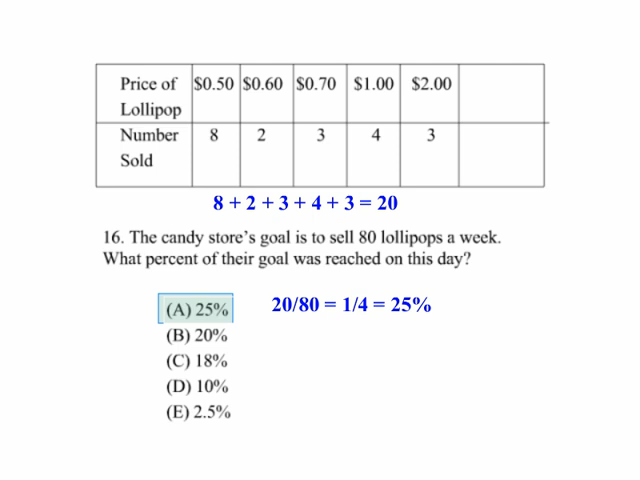 Price of $0.50 $0.60 $0.70 $1.00 $2.00
Lollipop
Number 8 2 3 4 3
Sold
8 + 2 + 3 + 4 + 3 = 20
16. The candy store's goal is to sell 80 lollipops a week.
What percent of their goal was reached on this day?
(A) 25% 20/80 = 1/4 = 25%
(B) 20%
(C) 18%
(D) 10%
(E) 2.5%